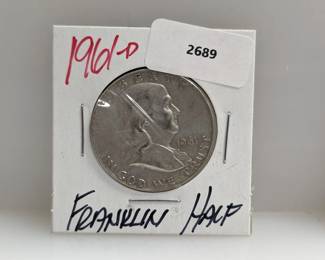 1961-D
2689
LIBERTY
1961
IN GOD WE TRUST
FRANKLIN HALF